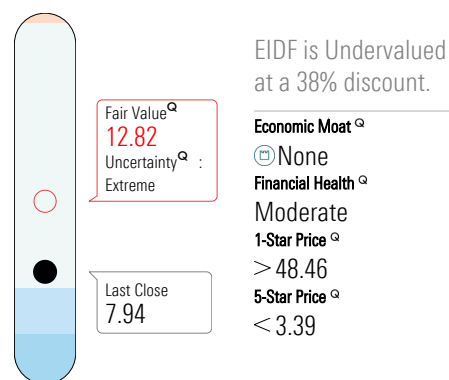 Fair Value Q
12.82
Uncertainty Q :
Extreme
Last Close
7.94
EIDF is Undervalued
at a 38% discount.
Economic Moat Q
None
Financial Health Q
Moderate
1-Star Price Q
>48.46
5-Star Price Q
<3.39